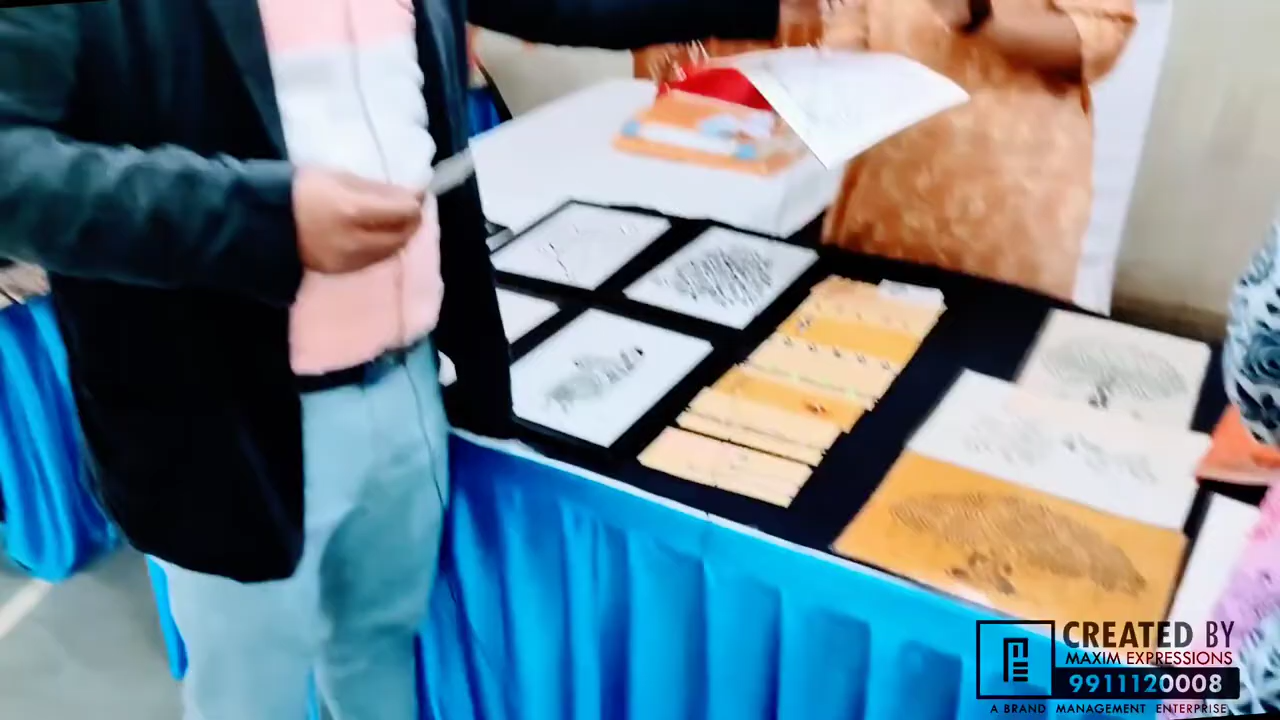 CREATED BY
MAXIM EXPRESSIONS
9911120008
A BRAND MANAGEMENT ENTERPRISE